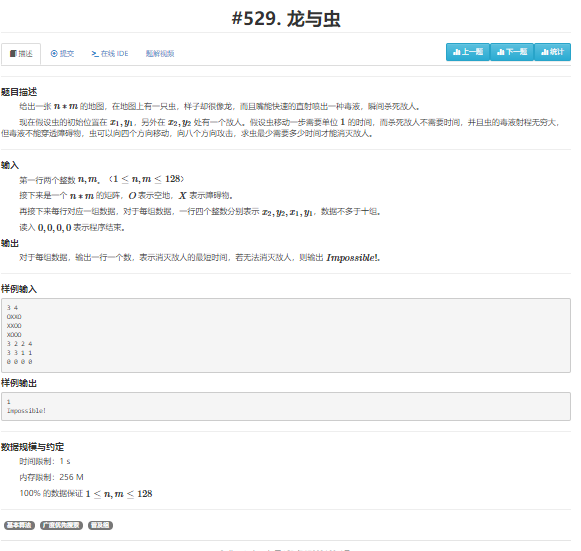 #529. 龙与虫
描述 提交 >_ 在线 IDE 题解视频 上一题 下一题 统计
题目描述
给出一张 n∗m 的地图，在地图上有一只虫，样子却很像龙，而且嘴能快速的直射喷出一种毒液，瞬间杀死敌人。
现在假设虫的初始位置在 x1,y1，另外在 x2,y2 处有一个敌人。假设虫移动一步需要单位 1 的时间，而杀死敌人不需要时间，并且虫的毒液射程无穷大，
但毒液不能穿透障碍物，虫可以向四个方向移动，向八个方向攻击，求虫最少需要多少时间才能消灭敌人。
输入
第一行两个整数 n,m。〈1 ≤ n,m ≤ 128〉
接下来是一个 n∗m 的矩阵，O 表示空地，X 表示障碍物。
再接下来每行对应一组数据，对于每组数据，一行四个整数分别表示 x2,y2,x1,y1，数据不多于十组。
读入 0,0,0,0 表示程序结束。
输出
对于每组数据，输出一行一个数，表示消灭敌人的最短时间，若无法消灭敌人，则输出 Impossible!.
样例输入
3 4
OXXO
XXOO
XOOO
3 2 2 4
3 3 1 1
0 0 0 0
样例输出
1
Impossible!
数据规模与约定
时间限制：1 s
内存限制：256 M
100% 的数据保证 1 ≤ n,m ≤ 128
基本算法 广度优先搜索 普及组